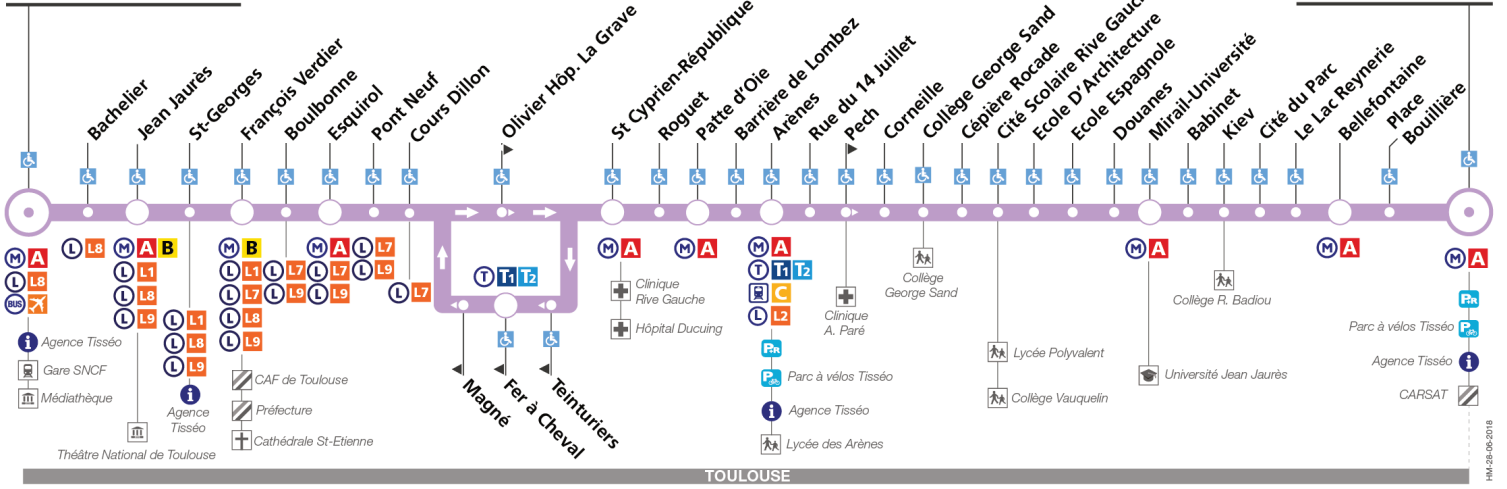 Bachelier
Jean Jaurès
St-Georges
François Verdier
Boulbonne
Esquirol
Pont Neuf
Cours Dillon
Olivier Hôp. La Grave
St Cyprien-République
Roguet
Patte d'Oie
Barrière de Lombez
Arènes
Rue du 14 Juillet
Pech
Corneille
Collège George Sand
Cépière Rocade
Cité Scolaire Rive
Ecole D'Architecture
Ecole Espagnole
Douanes
Mirail-Université
Babinet
Kiev
Cité du Parc
Le Lac Reynerie
Bellefontaine
Place
Bouillière
M A
L L8
BUS
i Agence Tisséo
Gare SNCF
Médiathèque
L L8
M A B
L L1
L L8
L L9
Théâtre National de Toulouse
L L1
L L8
L L9
i
Agence
Tisséo
M B
L L1
L L7
L L8
L L9
CAF de Toulouse
Préfecture
Cathédrale St-Etienne
L L7
L L9
M A
L L7
L L9
L L7
L L9
L L7
T T1 T2
Magné
Fer à Cheval
Teinturiers
M A
Clinique
Rive Gauche
Hôpital Ducuing
M A
M A
T T1 T2
C
L L2
P+R
P Parc à vélos Tisséo
i Agence Tisséo
Lycée des Arènes
Clinique
A. Paré
Collège
George Sand
Lycée Polyvalent
Collège Vauquelin
M A
Université Jean Jaurès
Collège R. Badiou
M A
M A
P+R
Parc à vélos Tisséo P
Agence Tisséo i
CARSAT
TOULOUSE
HM-28-06-2018